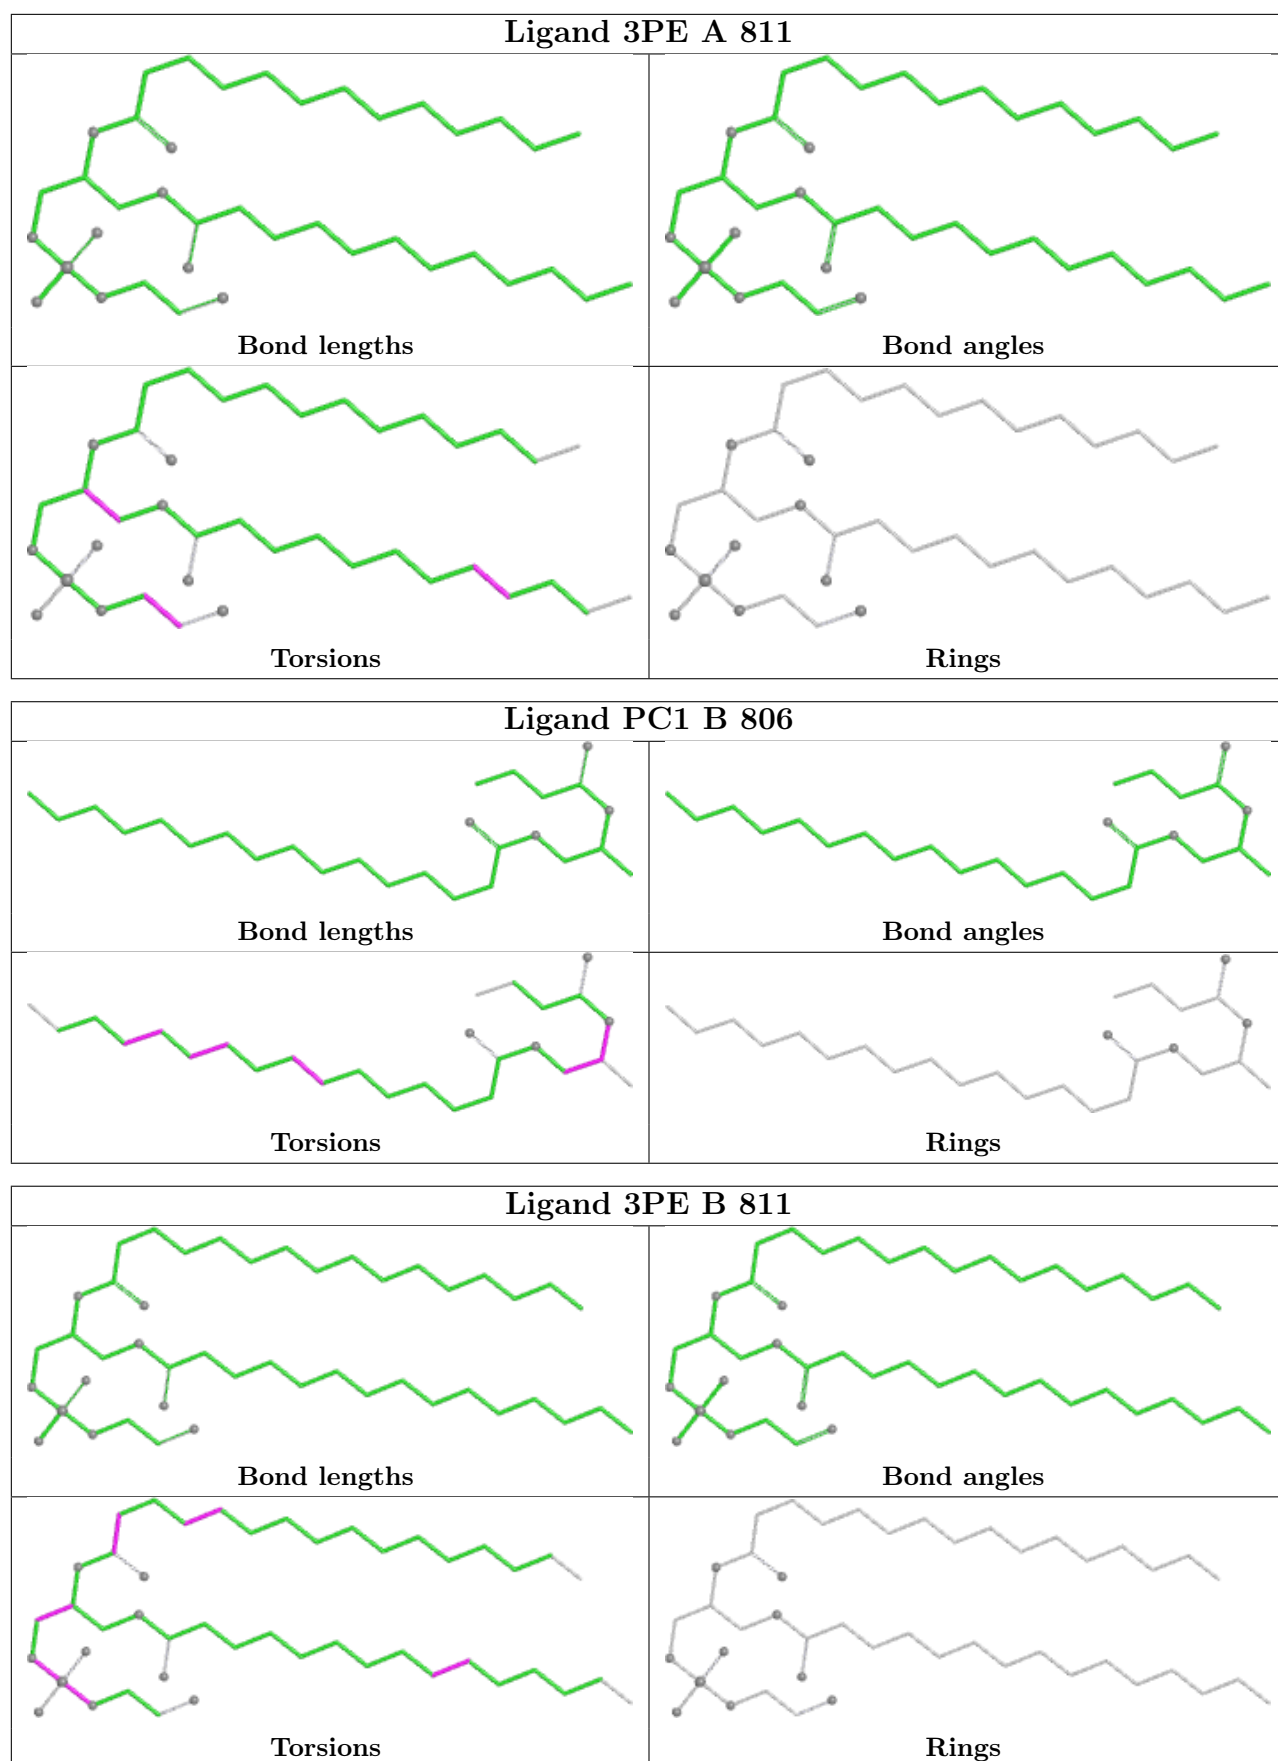 Ligand 3PE A 811
Bond lengths
Bond angles
Torsions
Rings
Ligand PC1 B 806
Bond lengths
Bond angles
Torsions
Rings
Ligand 3PE B 811
Bond lengths
Bond angles
Torsions
Rings